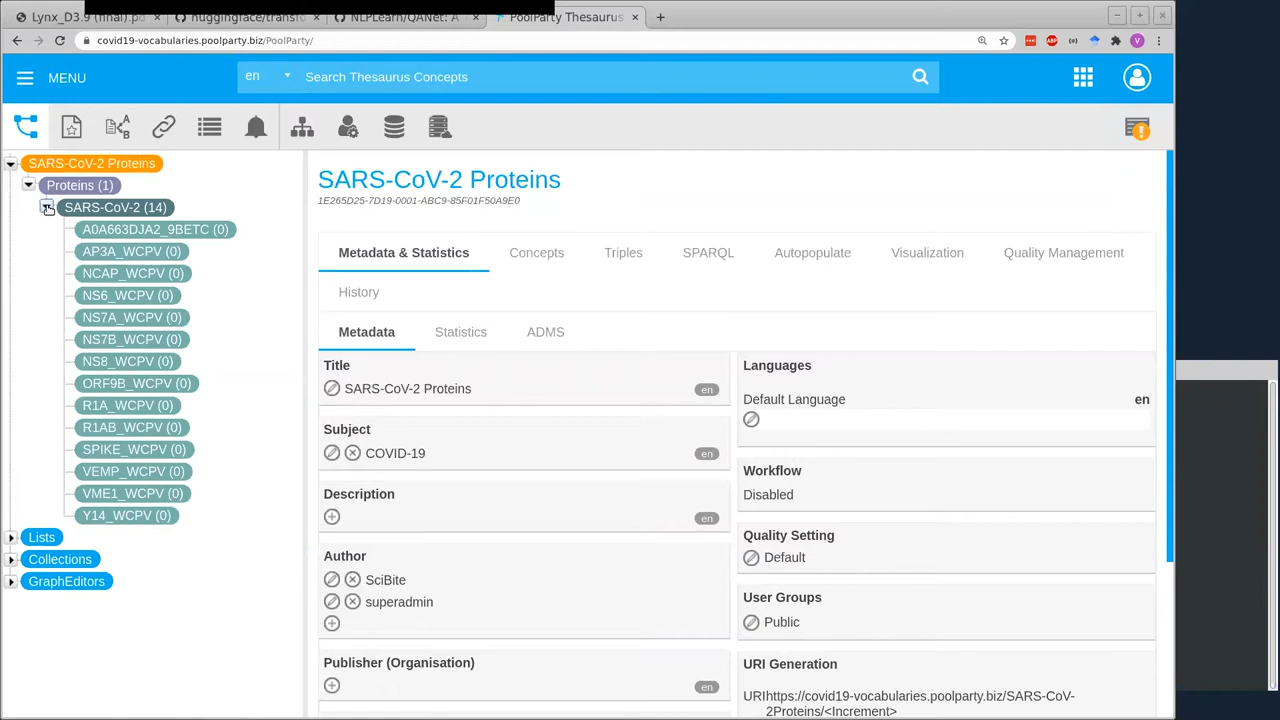 Lynx_D3.9 (final).pd
huggingface/transfo
NLPLearn/QANet: A
PoolParty Thesaurus
covid19-vocabularies.poolparty.biz/PoolParty/
ABP
V
MENU
en
Search Thesaurus Concepts
SARS-CoV-2 Proteins
Proteins (1)
SARS-CoV-2 (14)
A0A663DJA2_9BETC (0)
AP3A_WCPV (0)
NCAP_WCPV (0)
NS6_WCPV (0)
NS7A_WCPV (0)
NS7B_WCPV (0)
NS8_WCPV (0)
ORF9B_WCPV (0)
R1A_WCPV (0)
R1AB_WCPV (0)
SPIKE_WCPV (0)
VEMP_WCPV (0)
VME1_WCPV (0)
Y14_WCPV (0)
Lists
Collections
GraphEditors
SARS-CoV-2 Proteins
1E265D25-7D19-0001-ABC9-85F01F50A9E0
Metadata & Statistics
Concepts
Triples
SPARQL
Autopopulate
Visualization
Quality Management
History
Metadata
Statistics
ADMS
Title
SARS-CoV-2 Proteins
en
Subject
COVID-19
en
Description
en
Author
SciBite
superadmin
Publisher (Organisation)
en
Languages
Default Language
en
Workflow
Disabled
Quality Setting
Default
User Groups
Public
URI Generation
URIhttps://covid19-vocabularies.poolparty.biz/SARS-CoV-
2Proteins/<Increment>